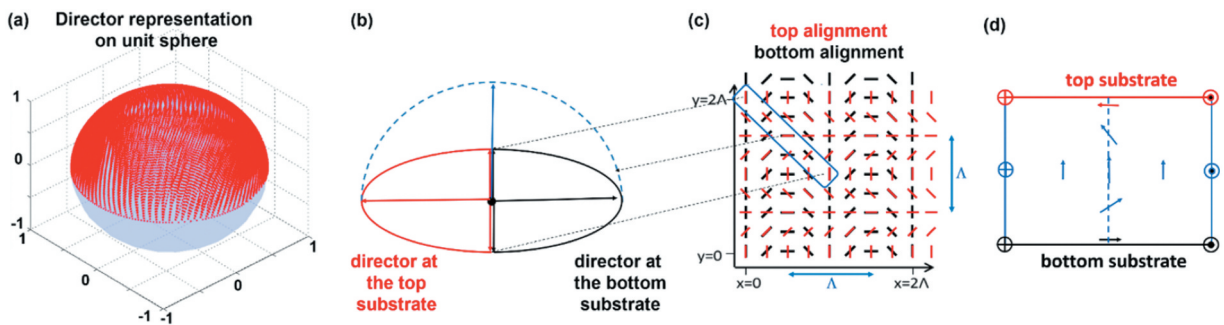 (a)
Director representation
on unit sphere
1
0
-1
-1
0
1
-1
0
1
(b)
director at
the top
substrate
director at
the bottom
substrate
(c)
top alignment
bottom alignment
y=2Λ
y=0
x=0
Λ
x=2Λ
Λ
(d)
top substrate
bottom substrate